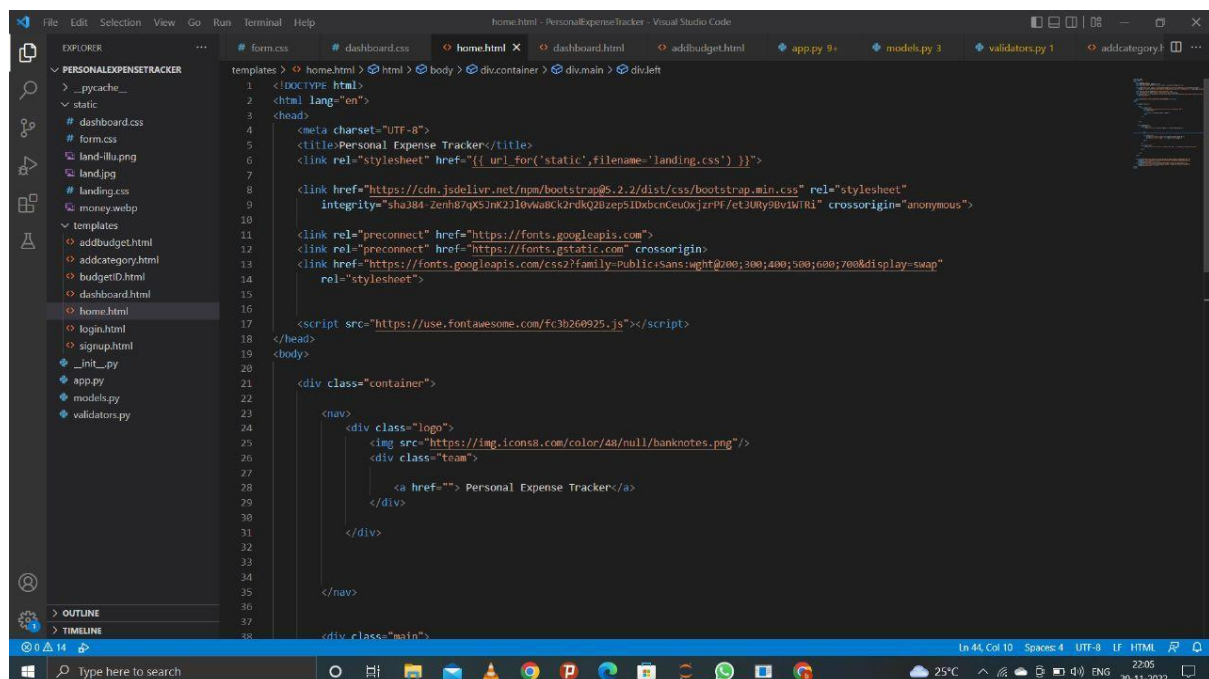 File Edit Selection View Go Run Terminal Help home.html - PersonalExpenseTracker - Visual Studio Code
EXPLORER ... # form.css # dashboard.css home.html dashboard.html addbudget.html app.py 9+ models.py 3 validators.py 1 addcategory.h ...
PERSONALEXPENSETRACKER
__pycache__
static
# dashboard.css
# form.css
land-illu.png
land.jpg
# landing.css
money.webp
templates
addbudget.html
addcategory.html
budgetID.html
dashboard.html
home.html
login.html
signup.html
__init__.py
app.py
models.py
validators.py
OUTLINE
TIMELINE
templates > home.html > html > body > div.container > div.main > div.left
1 <!DOCTYPE html>
2 <html lang="en">
3 <head>
4 <meta charset="UTF-8">
5 <title>Personal Expense Tracker</title>
6 <link rel="stylesheet" href="{{ url_for('static',filename='landing.css') }}">
7
8 <link href="https://cdn.jsdelivr.net/npm/bootstrap@5.2.2/dist/css/bootstrap.min.css" rel="stylesheet"
9 integrity="sha384-Zenh87qX5JnK2Jl0vWa8Ck2rdkQ2Bzep5IDxbcnCeuOxjzrPF/et3URy9Bv1WTRi" crossorigin="anonymous">
10
11 <link rel="preconnect" href="https://fonts.googleapis.com">
12 <link rel="preconnect" href="https://fonts.gstatic.com" crossorigin>
13 <link href="https://fonts.googleapis.com/css2?family=Public+Sans:wght@200;300;400;500;600;700&display=swap"
14 rel="stylesheet">
15
16
17 <script src="https://use.fontawesome.com/fc3b260925.js"></script>
18 </head>
19 <body>
20
21 <div class="container">
22
23 <nav>
24 <div class="logo">
25 <img src="https://img.icons8.com/color/48/null/banknotes.png"/>
26 <div class="team">
27
28 <a href=""> Personal Expense Tracker</a>
29 </div>
30
31 </div>
32
33
34
35 </nav>
36
37
38 <div class="main">
0 14 Ln 44, Col 10 Spaces: 4 UTF-8 LF HTML
Type here to search 25°C ENG 22:05
20-11-2022